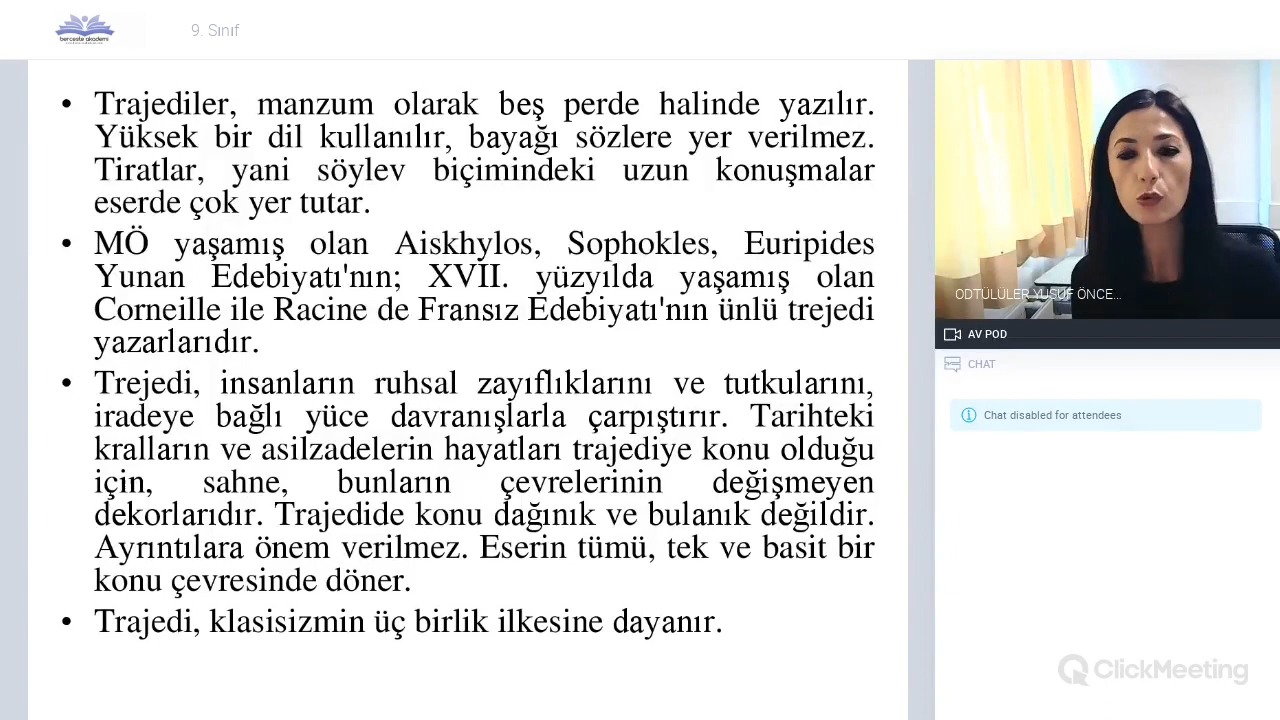 berceste akademi
9. Sınıf
• Trajediler, manzum olarak beş perde halinde yazılır.
Yüksek bir dil kullanılır, bayağı sözlere yer verilmez.
Tiratlar, yani söylev biçimindeki uzun konuşmalar
eserde çok yer tutar.
• MÖ yaşamış olan Aiskhylos, Sophokles, Euripides
Yunan Edebiyatı'nın; XVII. yüzyılda yaşamış olan
Corneille ile Racine de Fransız Edebiyatı'nın ünlü trejedi
yazarlarıdır.
• Trejedi, insanların ruhsal zayıflıklarını ve tutkularını,
iradeye bağlı yüce davranışlarla çarpıştırır. Tarihteki
kralların ve asilzadelerin hayatları trajediye konu olduğu
için, sahne, bunların çevrelerinin değişmeyen
dekorlarıdır. Trajedide konu dağınık ve bulanık değildir.
Ayrıntılara önem verilmez. Eserin tümü, tek ve basit bir
konu çevresinde döner.
• Trajedi, klasisizmin üç birlik ilkesine dayanır.
ODTÜLÜLER YUSUF ÖNCE...
AV POD
CHAT
Chat disabled for attendees
ClickMeeting